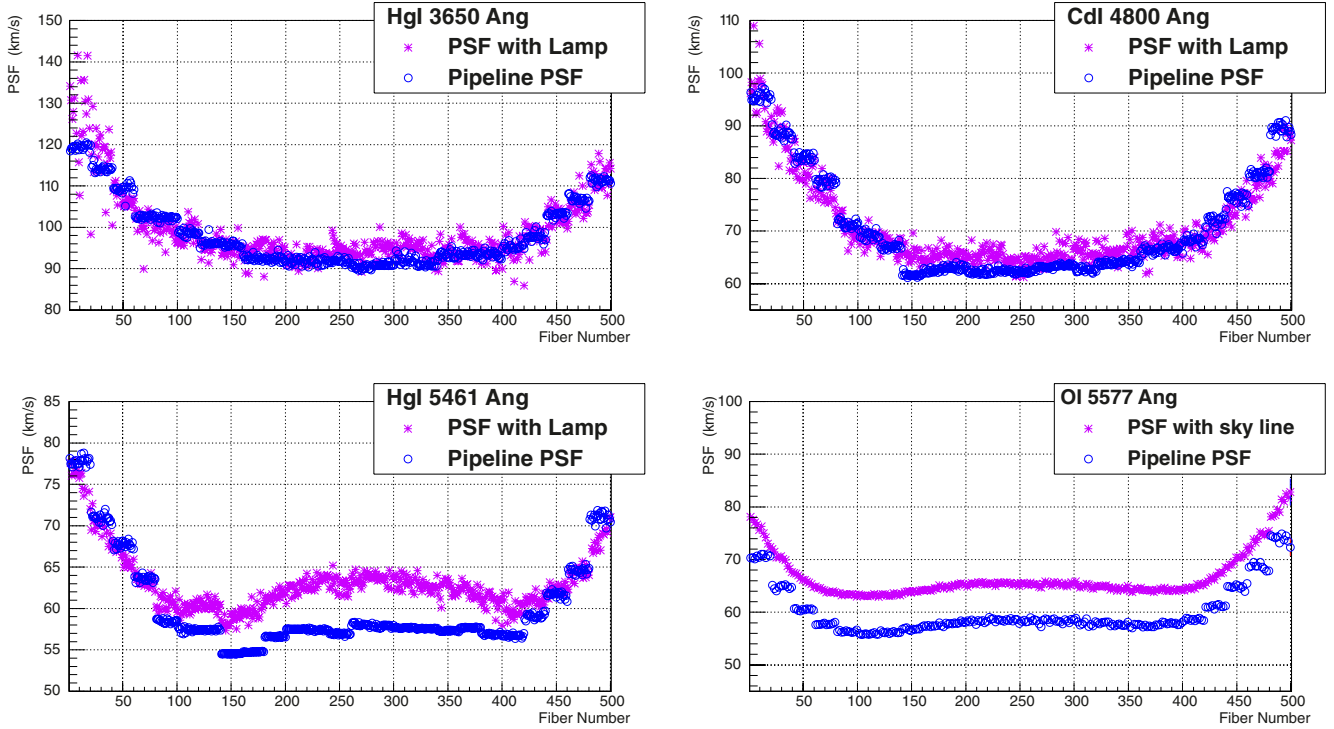 HgI 3650 Ang
PSF with Lamp
Pipeline PSF
PSF (km/s)
150
140
130
120
110
100
90
80
50 100 150 200 250 300 350 400 450 500
Fiber Number
CdI 4800 Ang
PSF with Lamp
Pipeline PSF
PSF (km/s)
110
100
90
80
70
60
50 100 150 200 250 300 350 400 450 500
Fiber Number
HgI 5461 Ang
PSF with Lamp
Pipeline PSF
PSF (km/s)
85
80
75
70
65
60
55
50
50 100 150 200 250 300 350 400 450 500
Fiber Number
OI 5577 Ang
PSF with sky line
Pipeline PSF
PSF (km/s)
100
90
80
70
60
50
50 100 150 200 250 300 350 400 450 500
Fiber Number